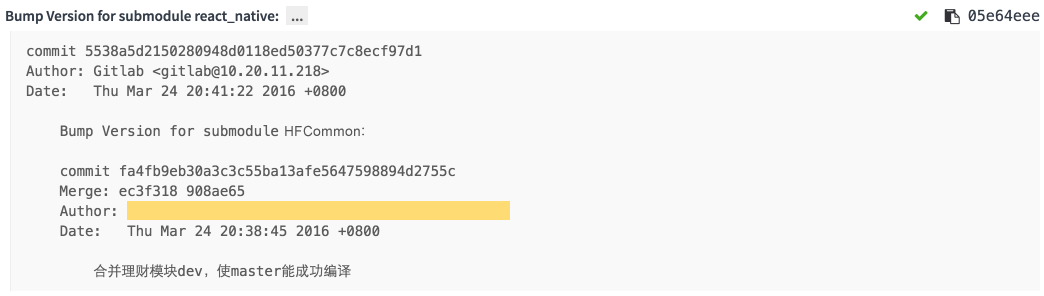 Bump Version for submodule react_native: ... 05e64eee
commit 5538a5d2150280948d0118ed50377c7c8ecf97d1
Author: Gitlab <gitlab@10.20.11.218>
Date: Thu Mar 24 20:41:22 2016 +0800
Bump Version for submodule HFCommon:
commit fa4fb9eb30a3c3c55ba13afe5647598894d2755c
Merge: ec3f318 908ae65
Author:
Date: Thu Mar 24 20:38:45 2016 +0800
合并理财模块dev，使master能成功编译